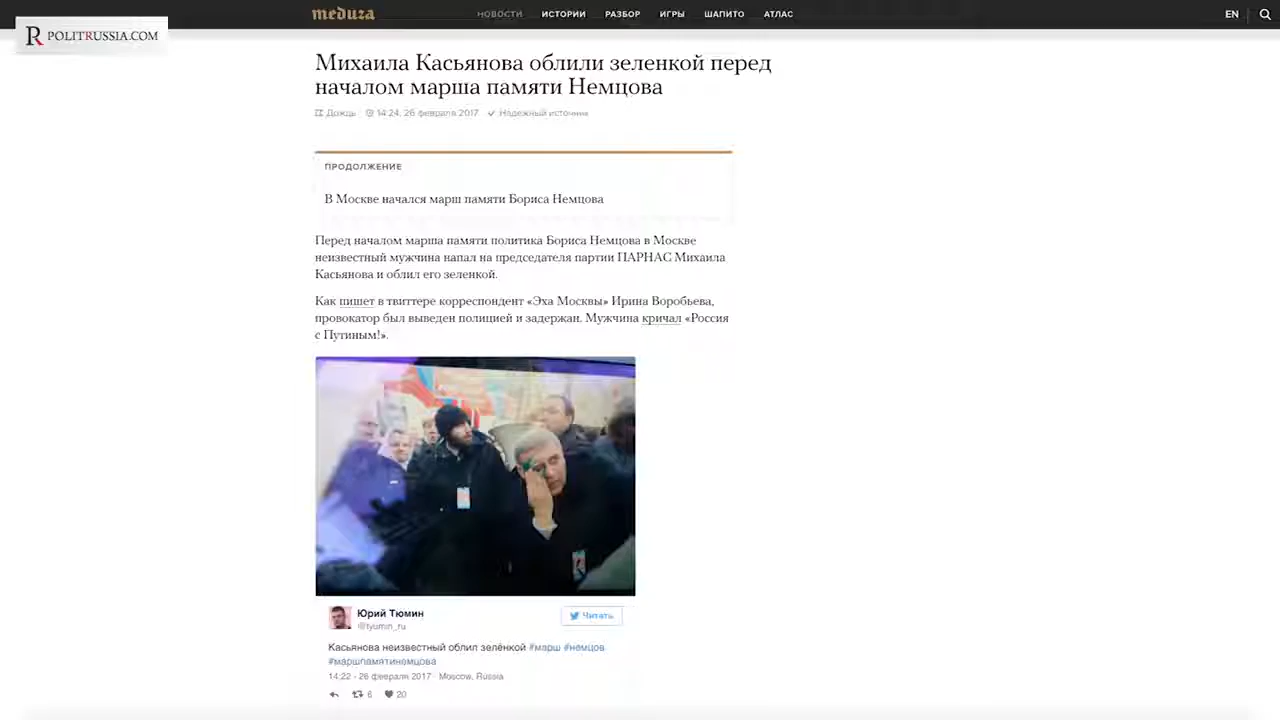 meduza
НОВОСТИ ИСТОРИИ РАЗБОР ИГРЫ ШАПИТО АТЛАС
EN
POLITRUSSIA.COM
Михаила Касьянова облили зеленкой перед
началом марша памяти Немцова
Дождь 14:24, 26 февраля 2017 Надежный источник
ПРОДОЛЖЕНИЕ
В Москве начался марш памяти Бориса Немцова
Перед началом марша памяти политика Бориса Немцова в Москве
неизвестный мужчина напал на председателя партии ПАРНАС Михаила
Касьянова и облил его зеленкой.
Как пишет в твиттере корреспондент «Эха Москвы» Ирина Воробьева,
провокатор был выведен полицией и задержан. Мужчина кричал «Россия
с Путиным!».
Юрий Тюмин
@tyumin_ru
Читать
Касьянова неизвестный облил зелёнкой #марш #немцов
#маршпамятинемцова
14:22 - 26 февраля 2017 · Moscow, Russia
6 20